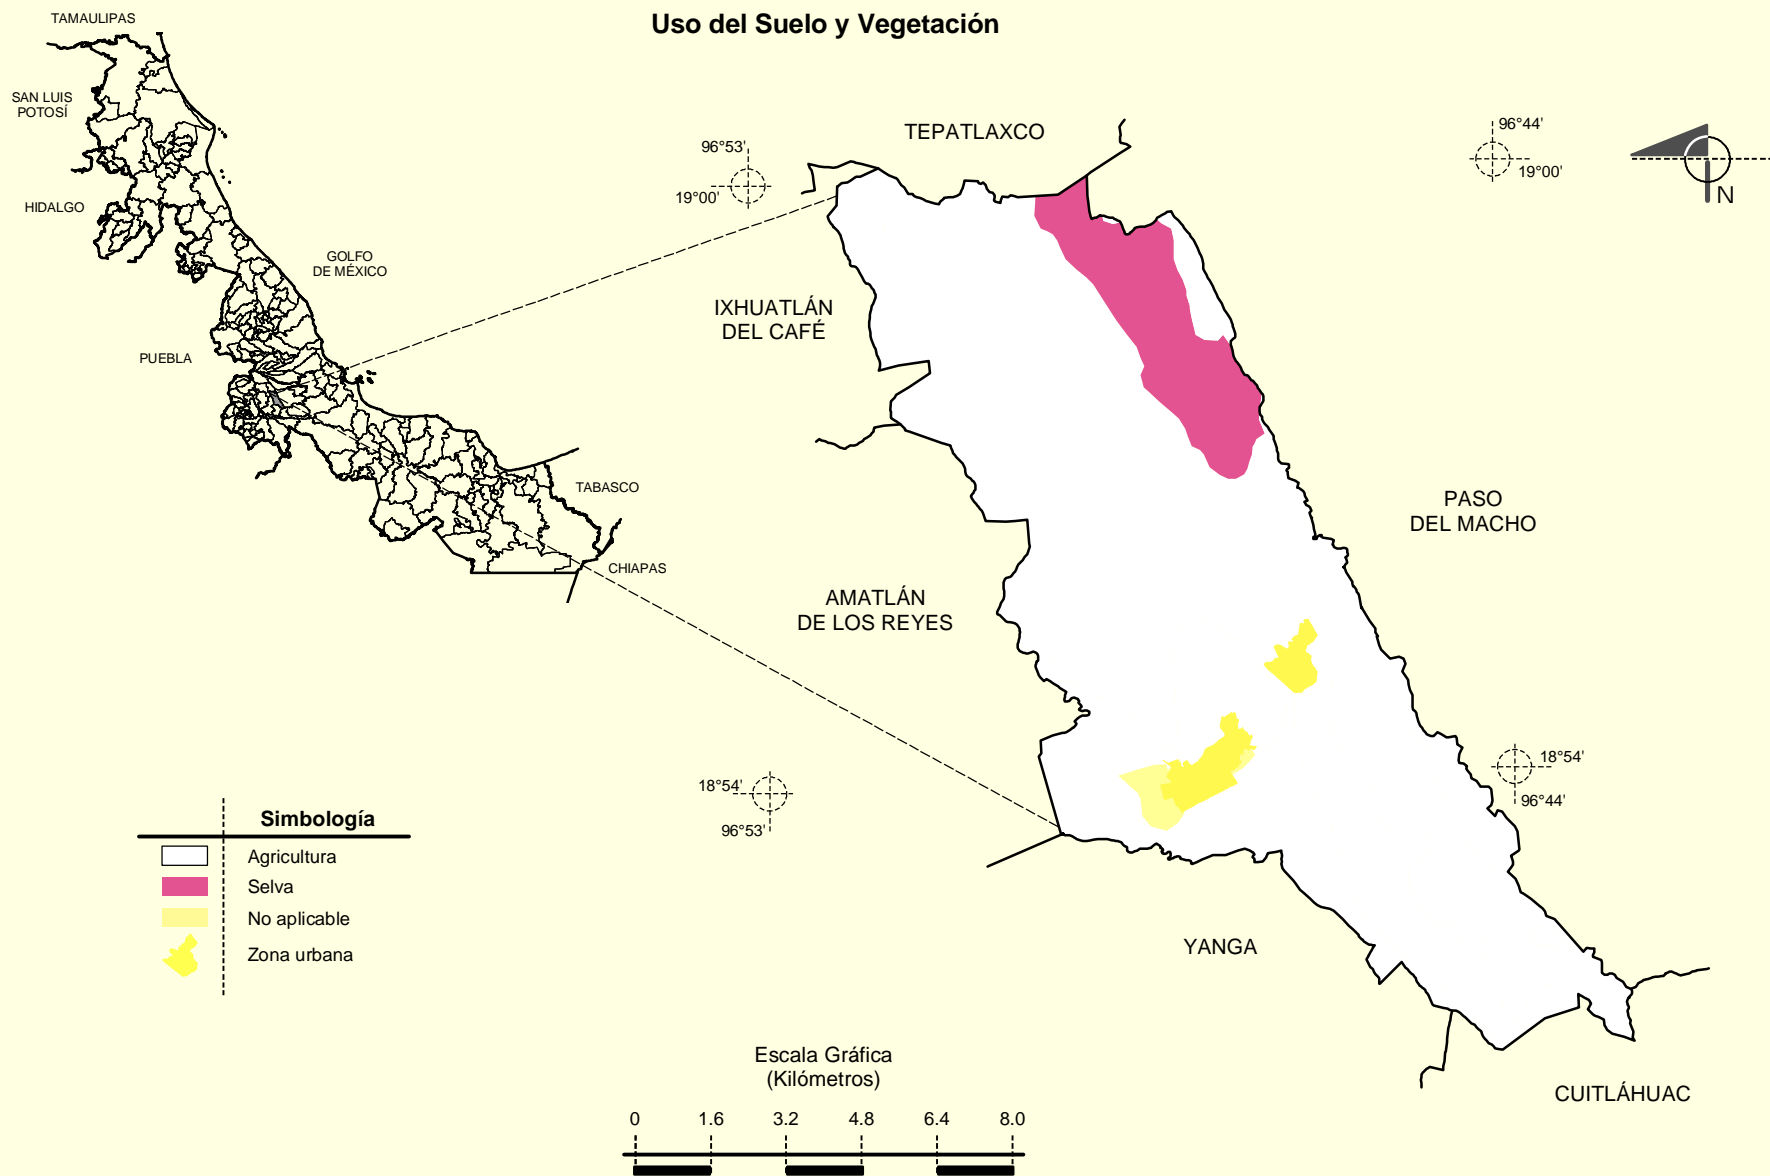 Uso del Suelo y Vegetación
TAMAULIPAS
SAN LUIS
POTOSÍ
HIDALGO
GOLFO
DE MÉXICO
PUEBLA
TABASCO
CHIAPAS
TEPATLAXCO
96°53'
19°00'
96°44'
19°00'
N
IXHUATLÁN
DEL CAFÉ
PASO
DEL MACHO
AMATLÁN
DE LOS REYES
18°54'
96°53'
18°54'
96°44'
YANGA
CUITLÁHUAC
Simbología
Agricultura
Selva
No aplicable
Zona urbana
Escala Gráfica
(Kilómetros)
0 1.6 3.2 4.8 6.4 8.0